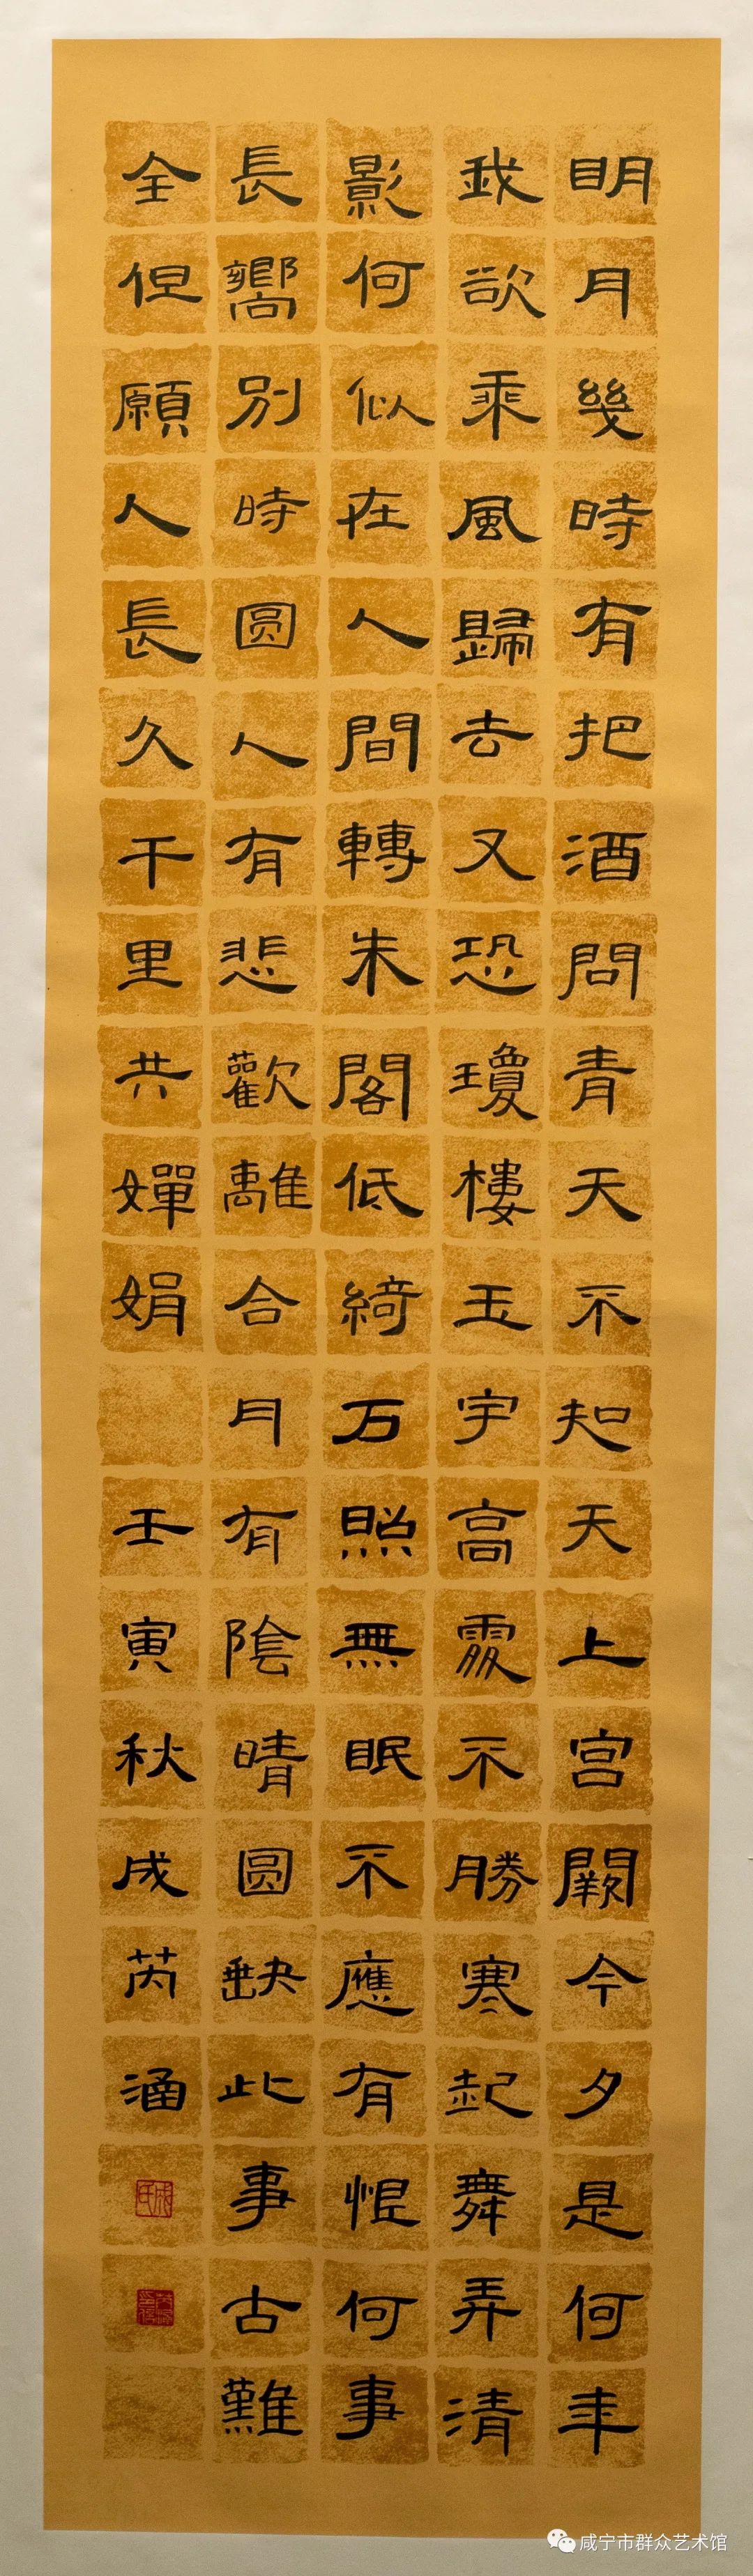 明月幾時有把酒問青天不知天上宮闕今夕是何年
我欲乘風歸去又恐瓊樓玉宇高處不勝寒起舞弄清
影何似在人間轉朱閣低綺戶照無眠不應有恨何事
長嚮別時圓人有悲歡離合月有陰晴圓缺此事古難
全但願人長久千里共嬋娟 壬寅秋成芮涵
成氏
咸宁市群众艺术馆